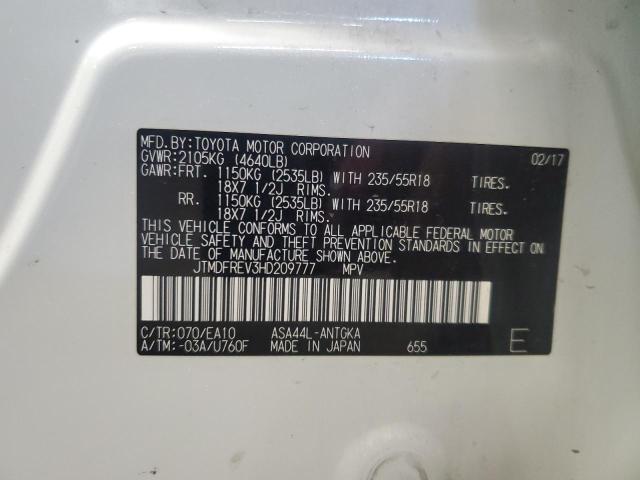 MFD.BY:TOYOTA MOTOR CORPORATION 02/17
GVWR:2105KG (4640LB)
GAWR:FRT. 1150KG (2535LB) WITH 235/55R18 TIRES.
18X7 1/2J RIMS.
RR. 1150KG (2535LB) WITH 235/55R18 TIRES.
18X7 1/2J RIMS.
THIS VEHICLE CONFORMS TO ALL APPLICABLE FEDERAL MOTOR
VEHICLE SAFETY AND THEFT PREVENTION STANDARDS IN EFFECT ON
THE DATE OF MANUFACTURE SHOWN ABOVE.
JTMDFREV3HD209777 MPV
C/TR:070/EA10 ASA44L-ANTGKA
A/TM:-03A/U760F MADE IN JAPAN 655 E